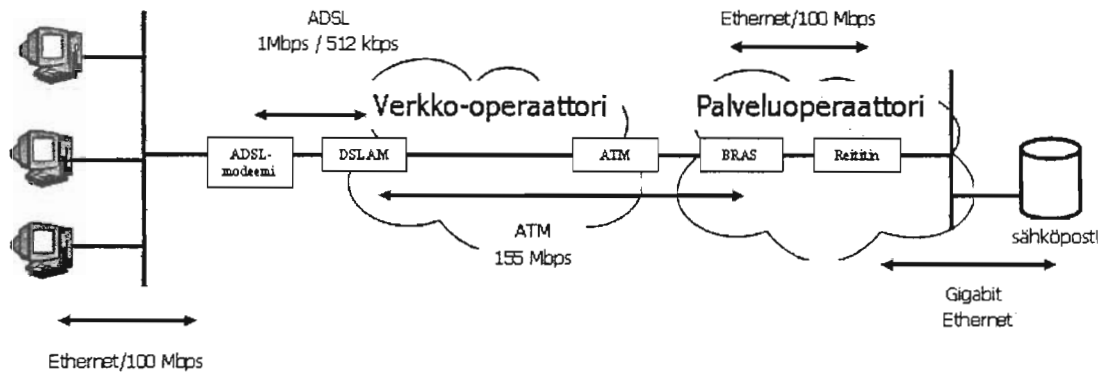 Ethernet/100 Mbps
ADSL
1Mbps / 512 kbps
Verkko-operaattori
Palveluoperaattori
ADSL-
modeemi
DSLAM
ATM
BRAS
Reititin
ATM
155 Mbps
sähköposti
Gigabit
Ethernet
Ethernet/100 Mbps